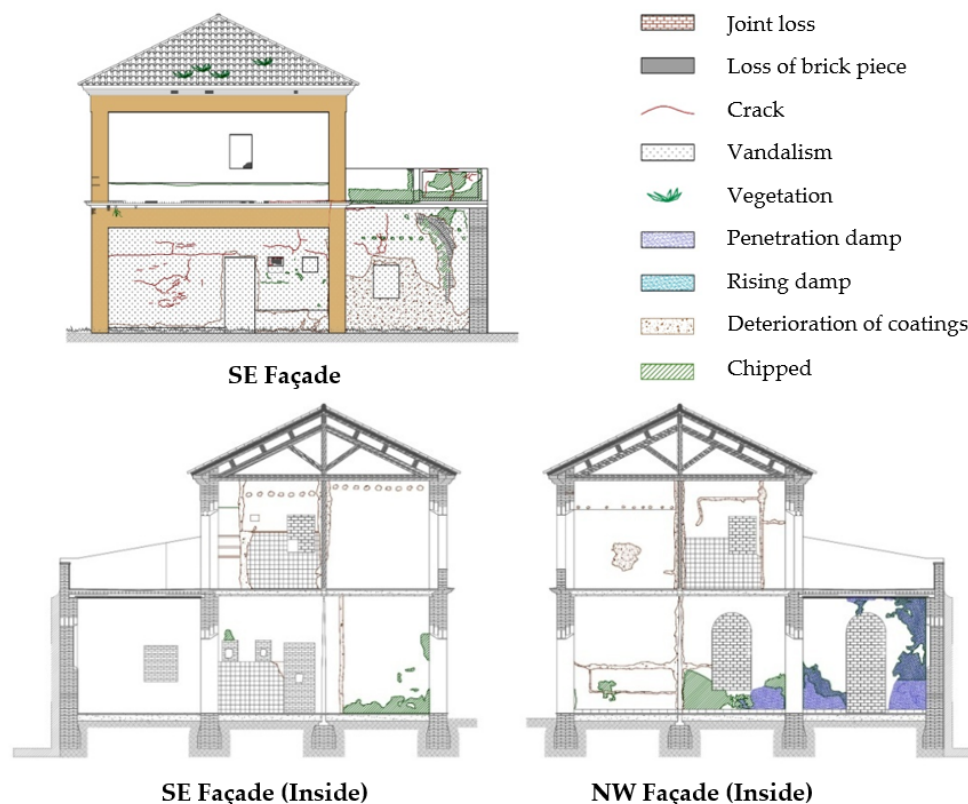 Joint loss
Loss of brick piece
Crack
Vandalism
Vegetation
Penetration damp
Rising damp
Deterioration of coatings
Chipped
SE Façade
SE Façade (Inside)
NW Façade (Inside)